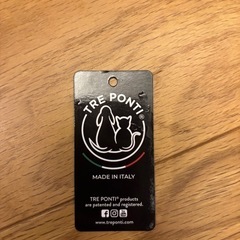 TRE PONTI®
MADE IN ITALY
TRE PONTI® products
are patented and registered.
www.treponti.com